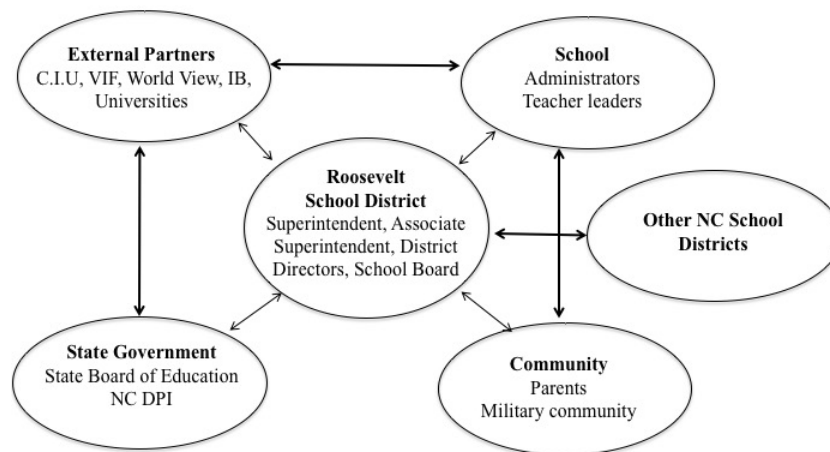 External Partners
C.I.U, VIF, World View, IB,
Universities
School
Administrators
Teacher leaders
Roosevelt
School District
Superintendent, Associate
Superintendent, District
Directors, School Board
Other NC School
Districts
State Government
State Board of Education
NC DPI
Community
Parents
Military community